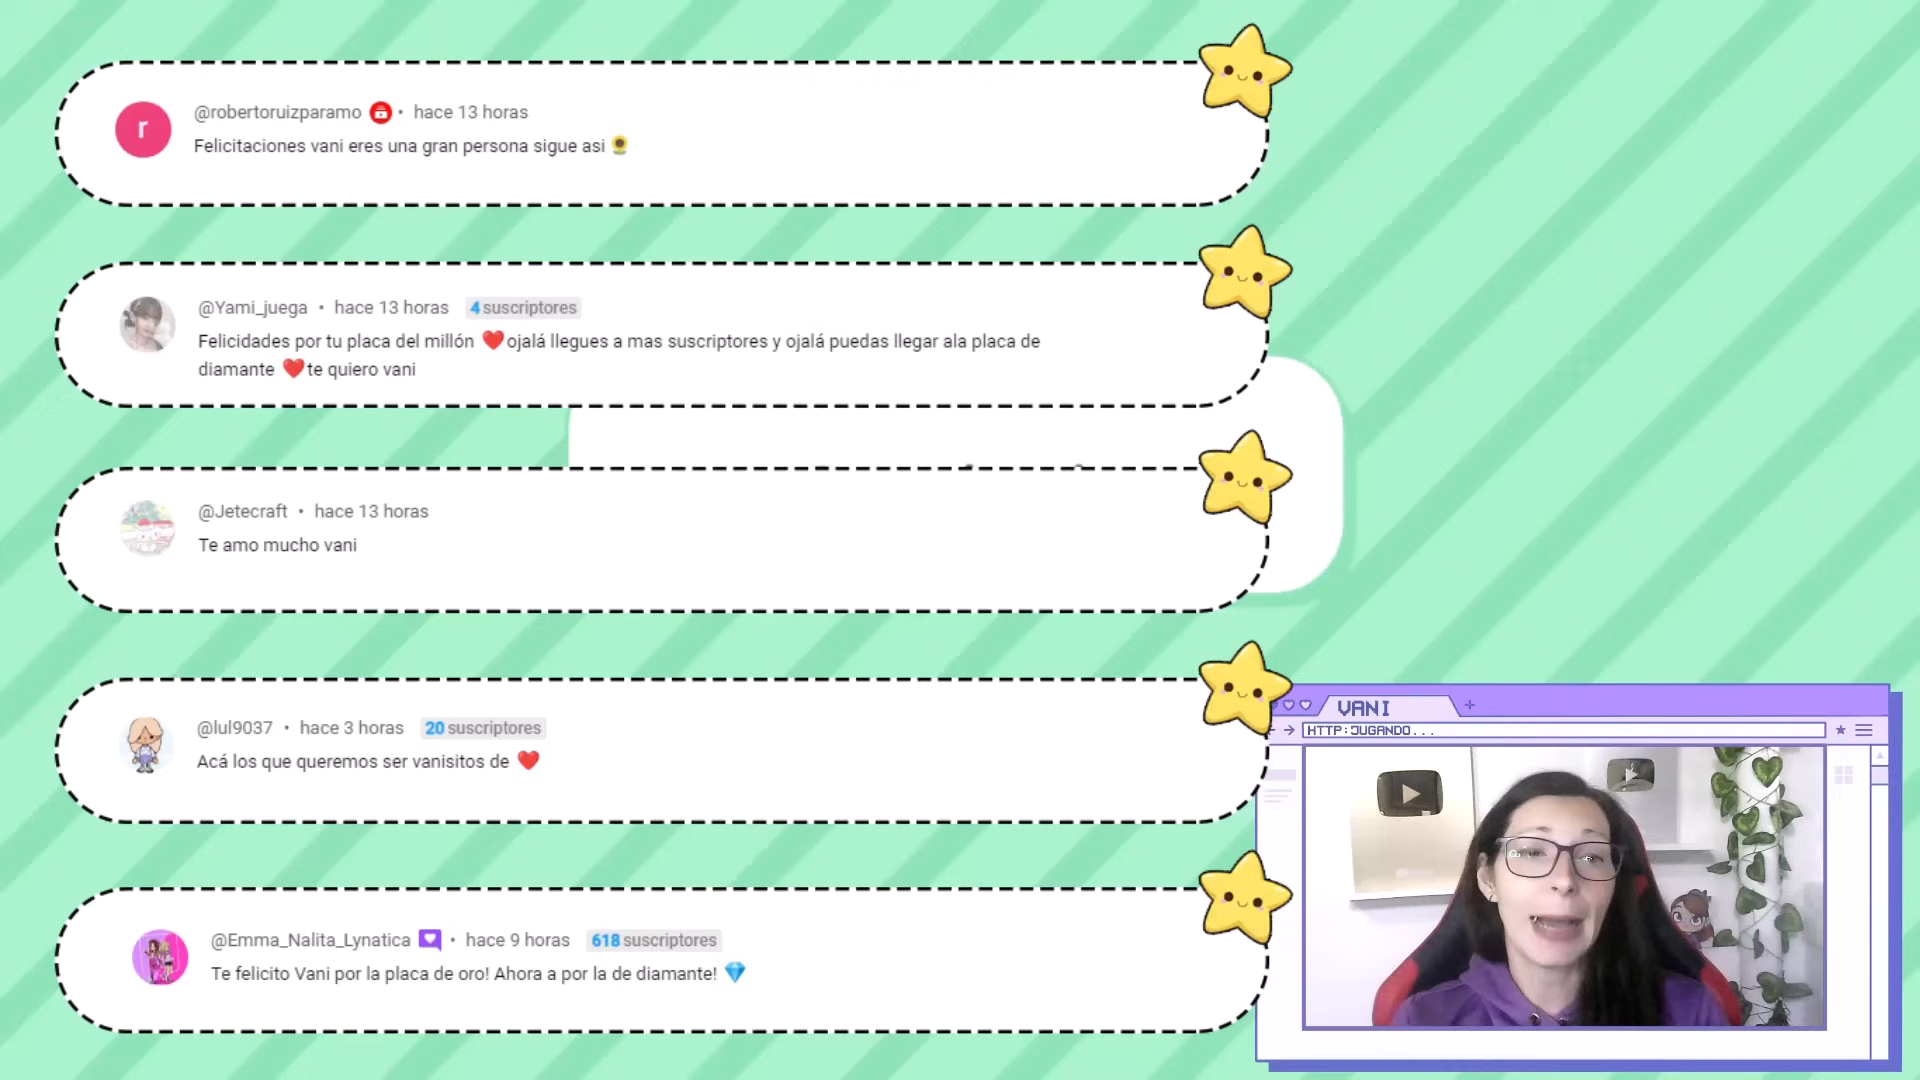 @robertoruizparamo • hace 13 horas
Felicitaciones vani eres una gran persona sigue asi 🌻
@Yami_juega • hace 13 horas 4 suscriptores
Felicidades por tu placa del millón ❤️ojalá llegues a mas suscriptores y ojalá puedas llegar ala placa de
diamante ❤️te quiero vani
@Jetecraft • hace 13 horas
Te amo mucho vani
@lul9037 • hace 3 horas 20 suscriptores
Acá los que queremos ser vanisitos de ❤️
@Emma_Nalita_Lynatica • hace 9 horas 618 suscriptores
Te felicito Vani por la placa de oro! Ahora a por la de diamante! 💎
VANI
HTTP:JUGANDO...
r